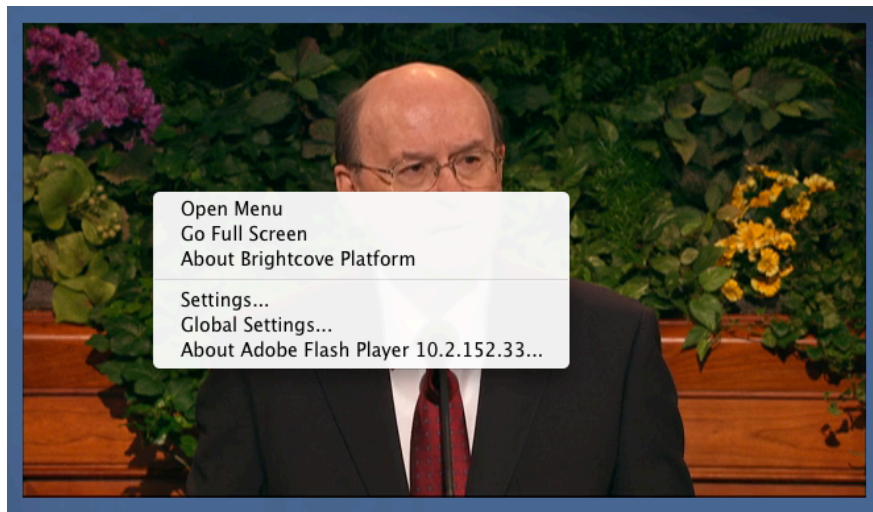 Open Menu
Go Full Screen
About Brightcove Platform
Settings...
Global Settings...
About Adobe Flash Player 10.2.152.33...